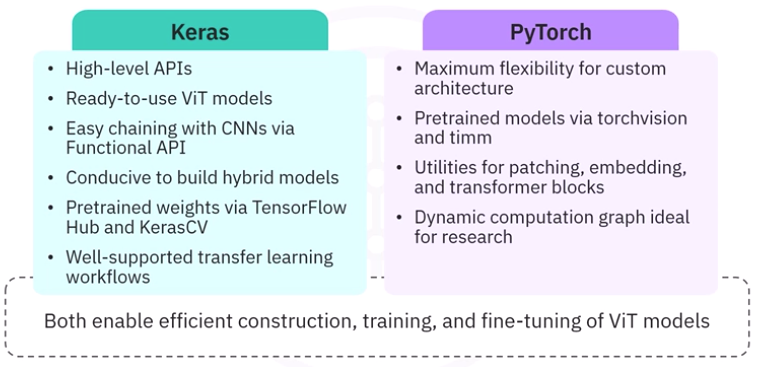 Keras
• High-level APIs
• Ready-to-use ViT models
• Easy chaining with CNNs via
Functional API
• Conducive to build hybrid models
• Pretrained weights via TensorFlow
Hub and KerasCV
• Well-supported transfer learning
workflows
PyTorch
• Maximum flexibility for custom
architecture
• Pretrained models via torchvision
and timm
• Utilities for patching, embedding,
and transformer blocks
• Dynamic computation graph ideal
for research
Both enable efficient construction, training, and fine-tuning of ViT models